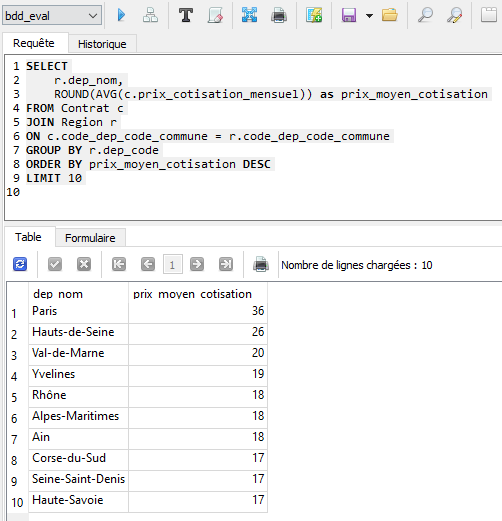 bdd_eval
Requête Historique
1 SELECT
2 r.dep_nom,
3 ROUND(AVG(c.prix_cotisation_mensuel)) as prix_moyen_cotisation
4 FROM Contrat c
5 JOIN Region r
6 ON c.code_dep_code_commune = r.code_dep_code_commune
7 GROUP BY r.dep_code
8 ORDER BY prix_moyen_cotisation DESC
9 LIMIT 10
10
Table Formulaire
1 Nombre de lignes chargées : 10
dep_nom prix_moyen_cotisation
1 Paris 36
2 Hauts-de-Seine 26
3 Val-de-Marne 20
4 Yvelines 19
5 Rhône 18
6 Alpes-Maritimes 18
7 Ain 18
8 Corse-du-Sud 17
9 Seine-Saint-Denis 17
10 Haute-Savoie 17